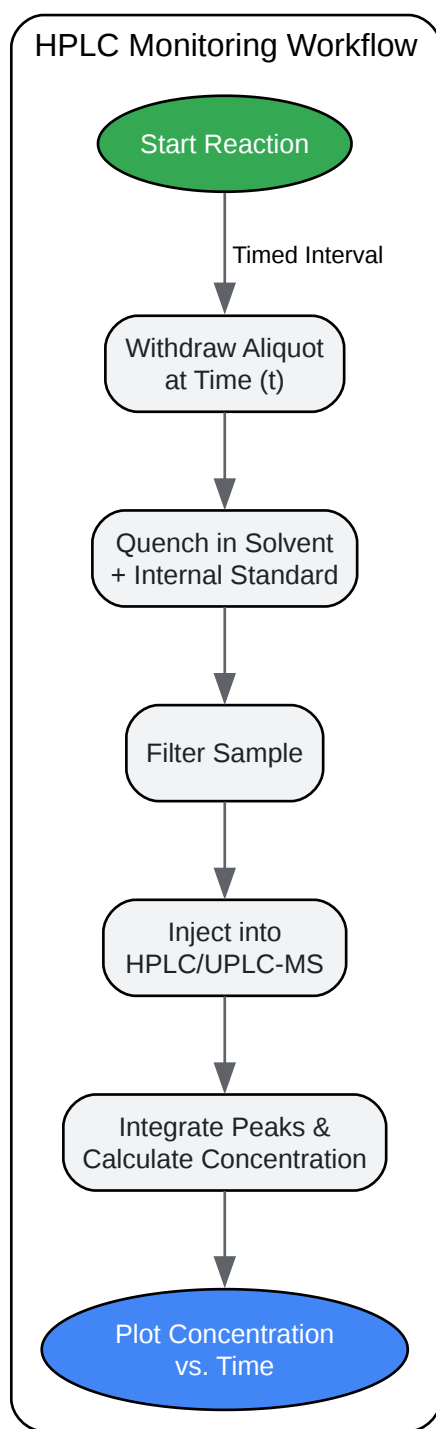 HPLC Monitoring Workflow
Start Reaction
Timed Interval
Withdraw Aliquot
at Time (t)
Quench in Solvent
+ Internal Standard
Filter Sample
Inject into
HPLC/UPLC-MS
Integrate Peaks &
Calculate Concentration
Plot Concentration
vs. Time